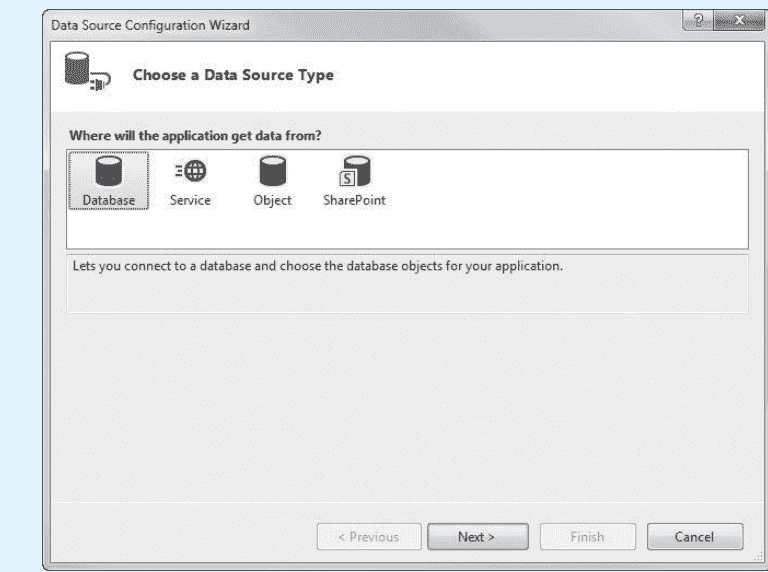 Data Source Configuration Wizard
?
Choose a Data Source Type
Where will the application get data from?
Database Service Object SharePoint
S
Lets you connect to a database and choose the database objects for your application.
< Previous Next > Finish Cancel